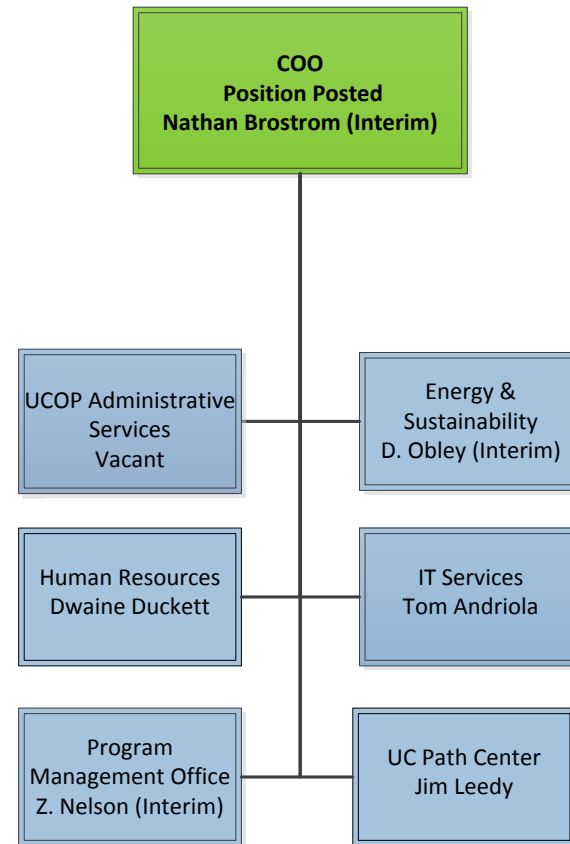 COO
Position Posted
Nathan Brostrom (Interim)
UCOP Administrative
Services
Vacant
Energy &
Sustainability
D. Obley (Interim)
Human Resources
Dwaine Duckett
IT Services
Tom Andriola
Program
Management Office
Z. Nelson (Interim)
UC Path Center
Jim Leedy